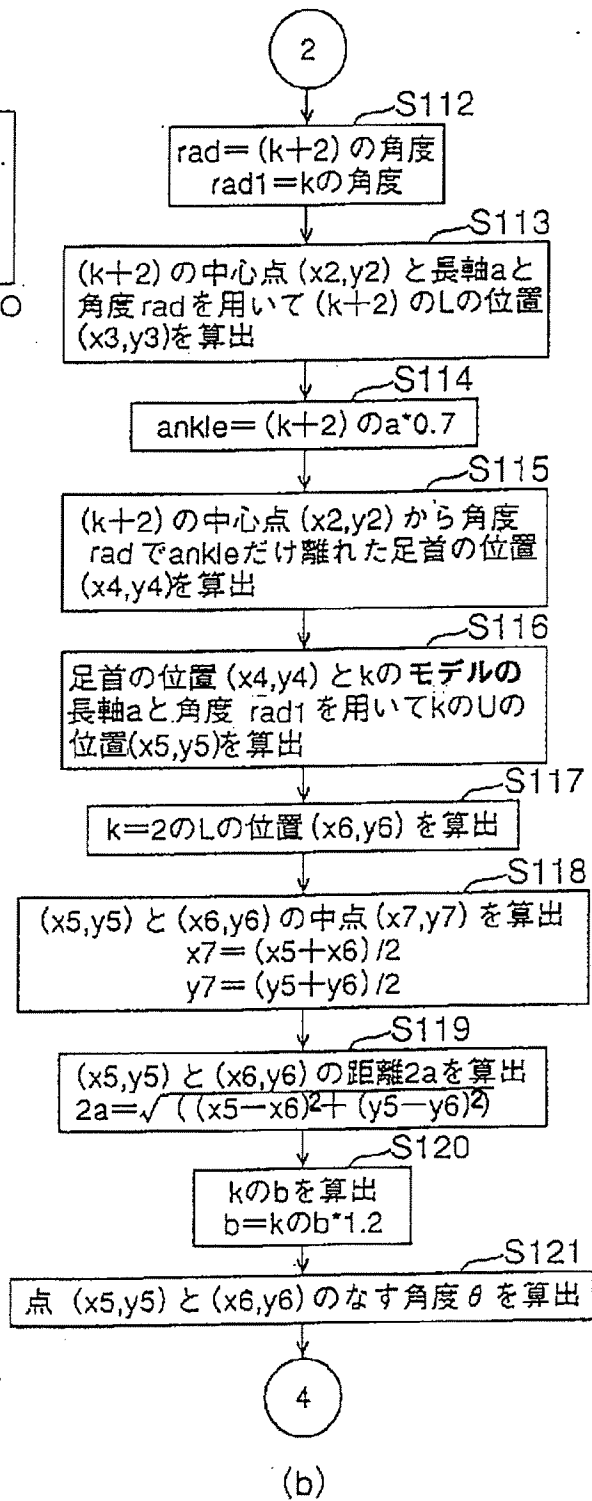 2
S112
rad=(k+2)の角度
rad1=kの角度
S113
(k+2)の中心点(x2,y2)と長軸aと
角度radを用いて(k+2)のLの位置
(x3,y3)を算出
S114
ankle=(k+2)のa*0.7
S115
(k+2)の中心点(x2,y2)から角度
radでankleだけ離れた足首の位置
(x4,y4)を算出
S116
足首の位置(x4,y4)とkのモデルの
長軸aと角度 rad1を用いてkのUの
位置(x5,y5)を算出
S117
k=2のLの位置(x6,y6)を算出
S118
(x5,y5)と(x6,y6)の中点(x7,y7)を算出
x7=(x5+x6)/2
y7=(y5+y6)/2
S119
(x5,y5)と(x6,y6)の距離2aを算出
2a=√((x5-x6)²+(y5-y6)²)
S120
kのbを算出
b=kのb*1.2
S121
点(x5,y5)と(x6,y6)のなす角度θを算出
4
(b)
O